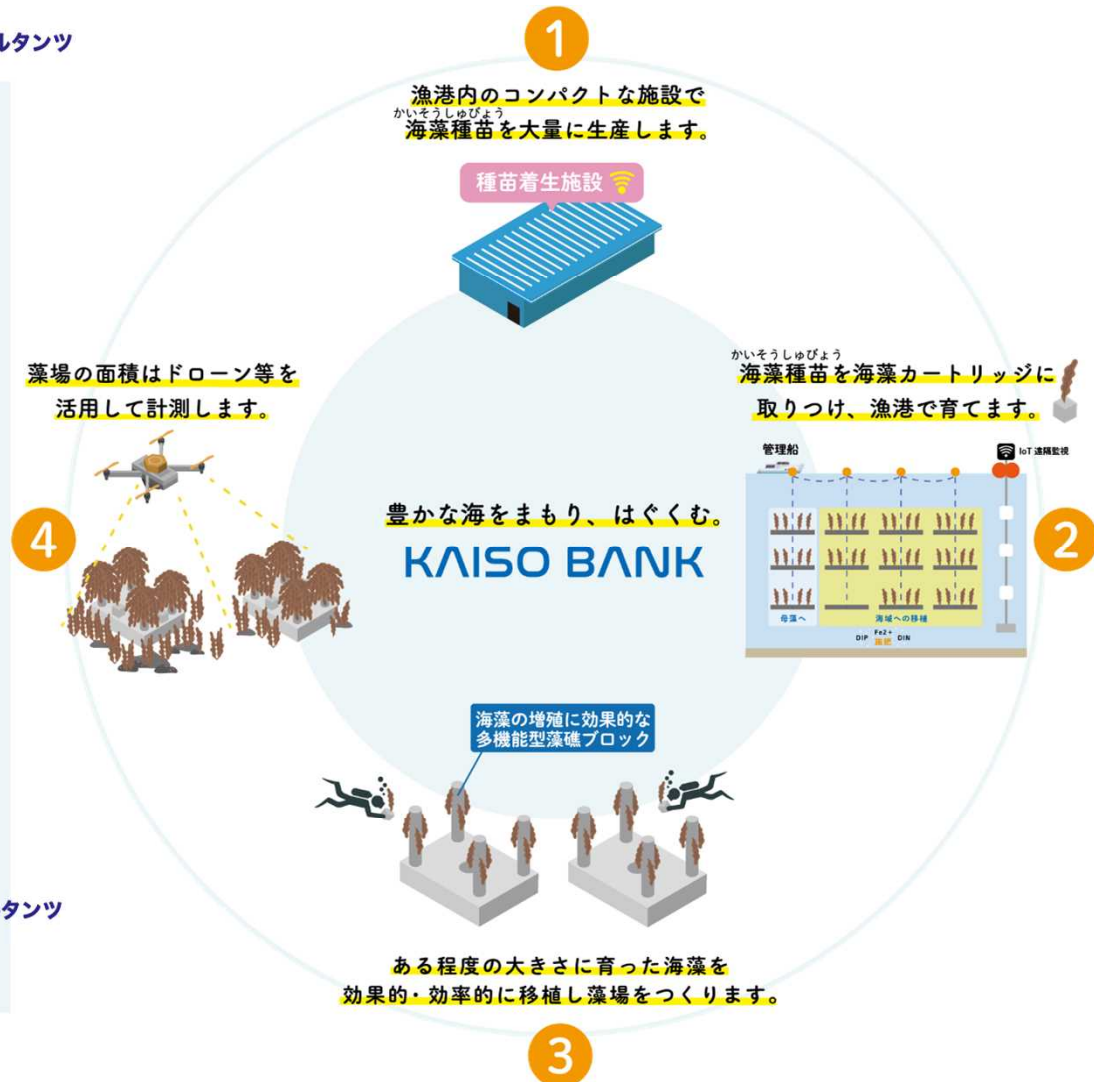 ルタンツ
1
漁港内のコンパクトな施設で
かいそうしゅびょう
海藻種苗を大量に生産します。
種苗着生施設
かいそうしゅびょう
海藻種苗を海藻カートリッジに
取りつけ、漁港で育てます。
管理船
IoT 遠隔監視
2
母藻へ
海域への移植
DIP Fe2+ DIN
施肥
海藻の増殖に効果的な
多機能型藻礁ブロック
ある程度の大きさに育った海藻を
効果的・効率的に移植し藻場をつくります。
3
藻場の面積はドローン等を
活用して計測します。
4
豊かな海をまもり、はぐくむ。
KAISO BANK
タンツ